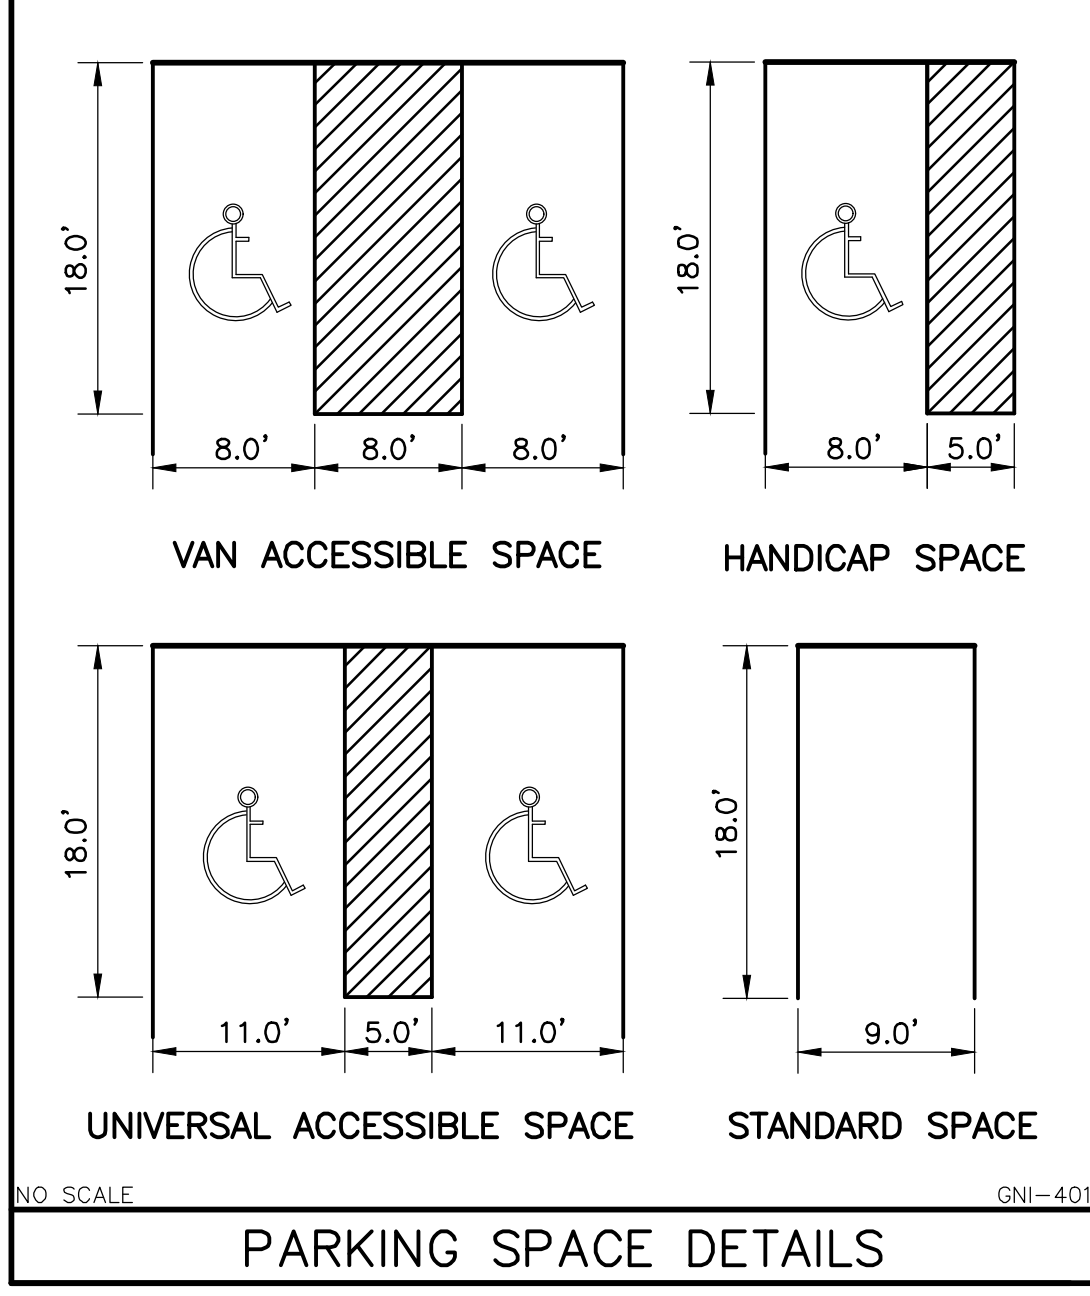 18.0'
8.0' 8.0' 8.0'
VAN ACCESSIBLE SPACE
18.0'
8.0' 5.0'
HANDICAP SPACE
18.0'
11.0' 5.0' 11.0'
UNIVERSAL ACCESSIBLE SPACE
18.0'
9.0'
STANDARD SPACE
NO SCALE
GNI-401
PARKING SPACE DETAILS